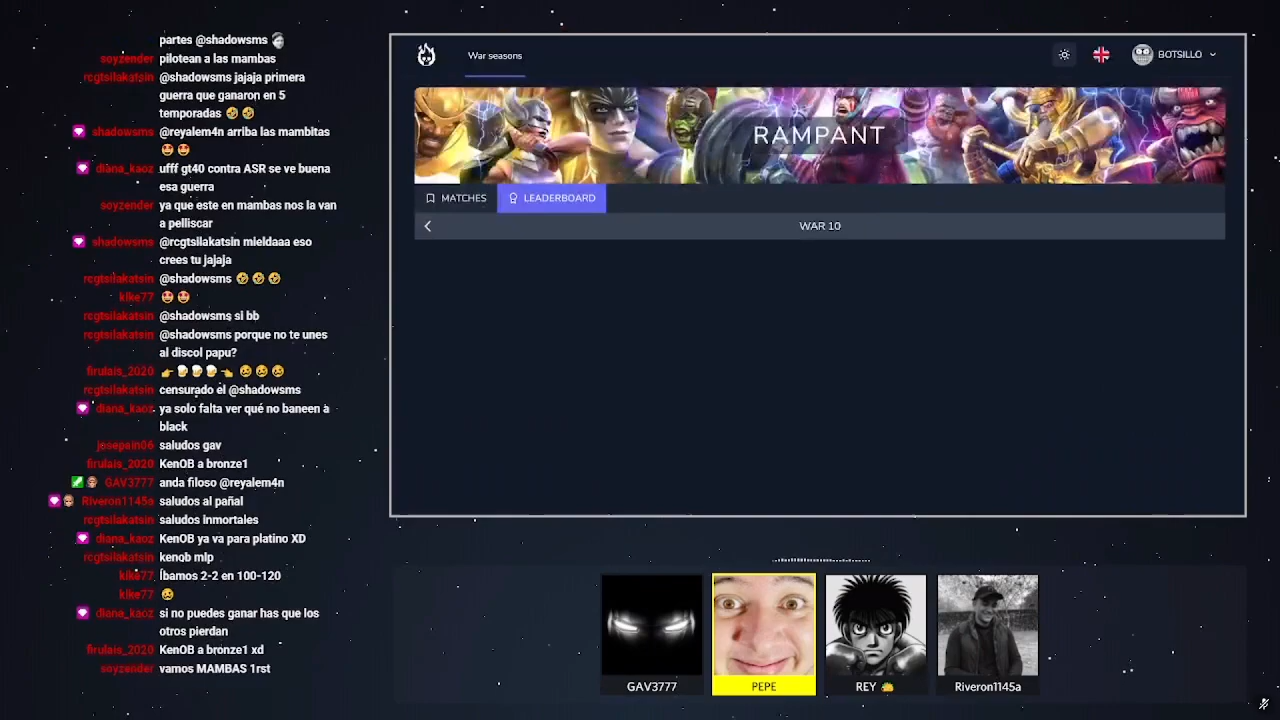 partes @shadowsms
soyzender pilotean a las mambas
rcgtsilakatsin @shadowsms jajaja primera
guerra que ganaron en 5
temporadas 🤣 🤣
shadowsms @reyalem4n arriba las mambitas
😍 😍
diana_kaoz ufff gt40 contra ASR se ve buena
esa guerra
soyzender ya que este en mambas nos la van
a pelliscar
shadowsms @rcgtsilakatsin mieldaaa eso
crees tu jajaja
rcgtsilakatsin @shadowsms 🤣 🤣 🤣
kike77 😍 😍
rcgtsilakatsin @shadowsms si bb
rcgtsilakatsin @shadowsms porque no te unes
al discol papu?
firulais_2020 👉 🍺 🍺 🍺 👈 🥴 🥴 🥴
rcgtsilakatsin censurado el @shadowsms
diana_kaoz ya solo falta ver qué no baneen a
black
josepain06 saludos gav
firulais_2020 KenOB a bronze1
GAV3777 anda filoso @reyalem4n
Riveron1145a saludos al pañal
rcgtsilakatsin saludos inmortales
diana_kaoz KenOB ya va para platino XD
rcgtsilakatsin kenob mlp
kike77 Íbamos 2-2 en 100-120
kike77 🥲
diana_kaoz si no puedes ganar has que los
otros pierdan
firulais_2020 KenOB a bronze1 xd
soyzender vamos MAMBAS 1rst
War seasons
BOTSILLO
RAMPANT
MATCHES
LEADERBOARD
WAR 10
GAV3777
PEPE
REY 🌮
Riveron1145a